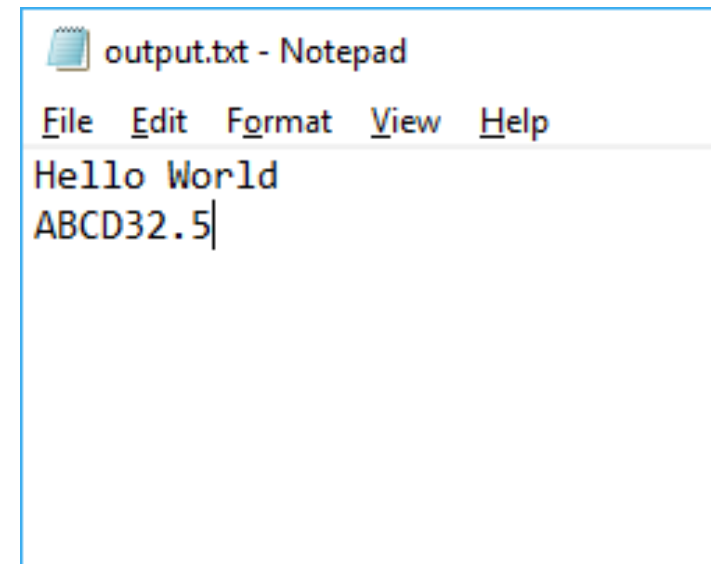 output.txt - Notepad
File Edit Format View Help
Hello World
ABCD32.5